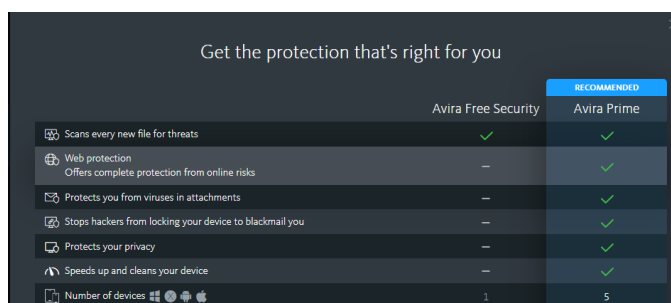 Get the protection that's right for you
RECOMMENDED
Avira Free Security Avira Prime
Scans every new file for threats
Web protection
Offers complete protection from online risks
Protects you from viruses in attachments
Stops hackers from locking your device to blackmail you
Protects your privacy
Speeds up and cleans your device
Number of devices 1 5